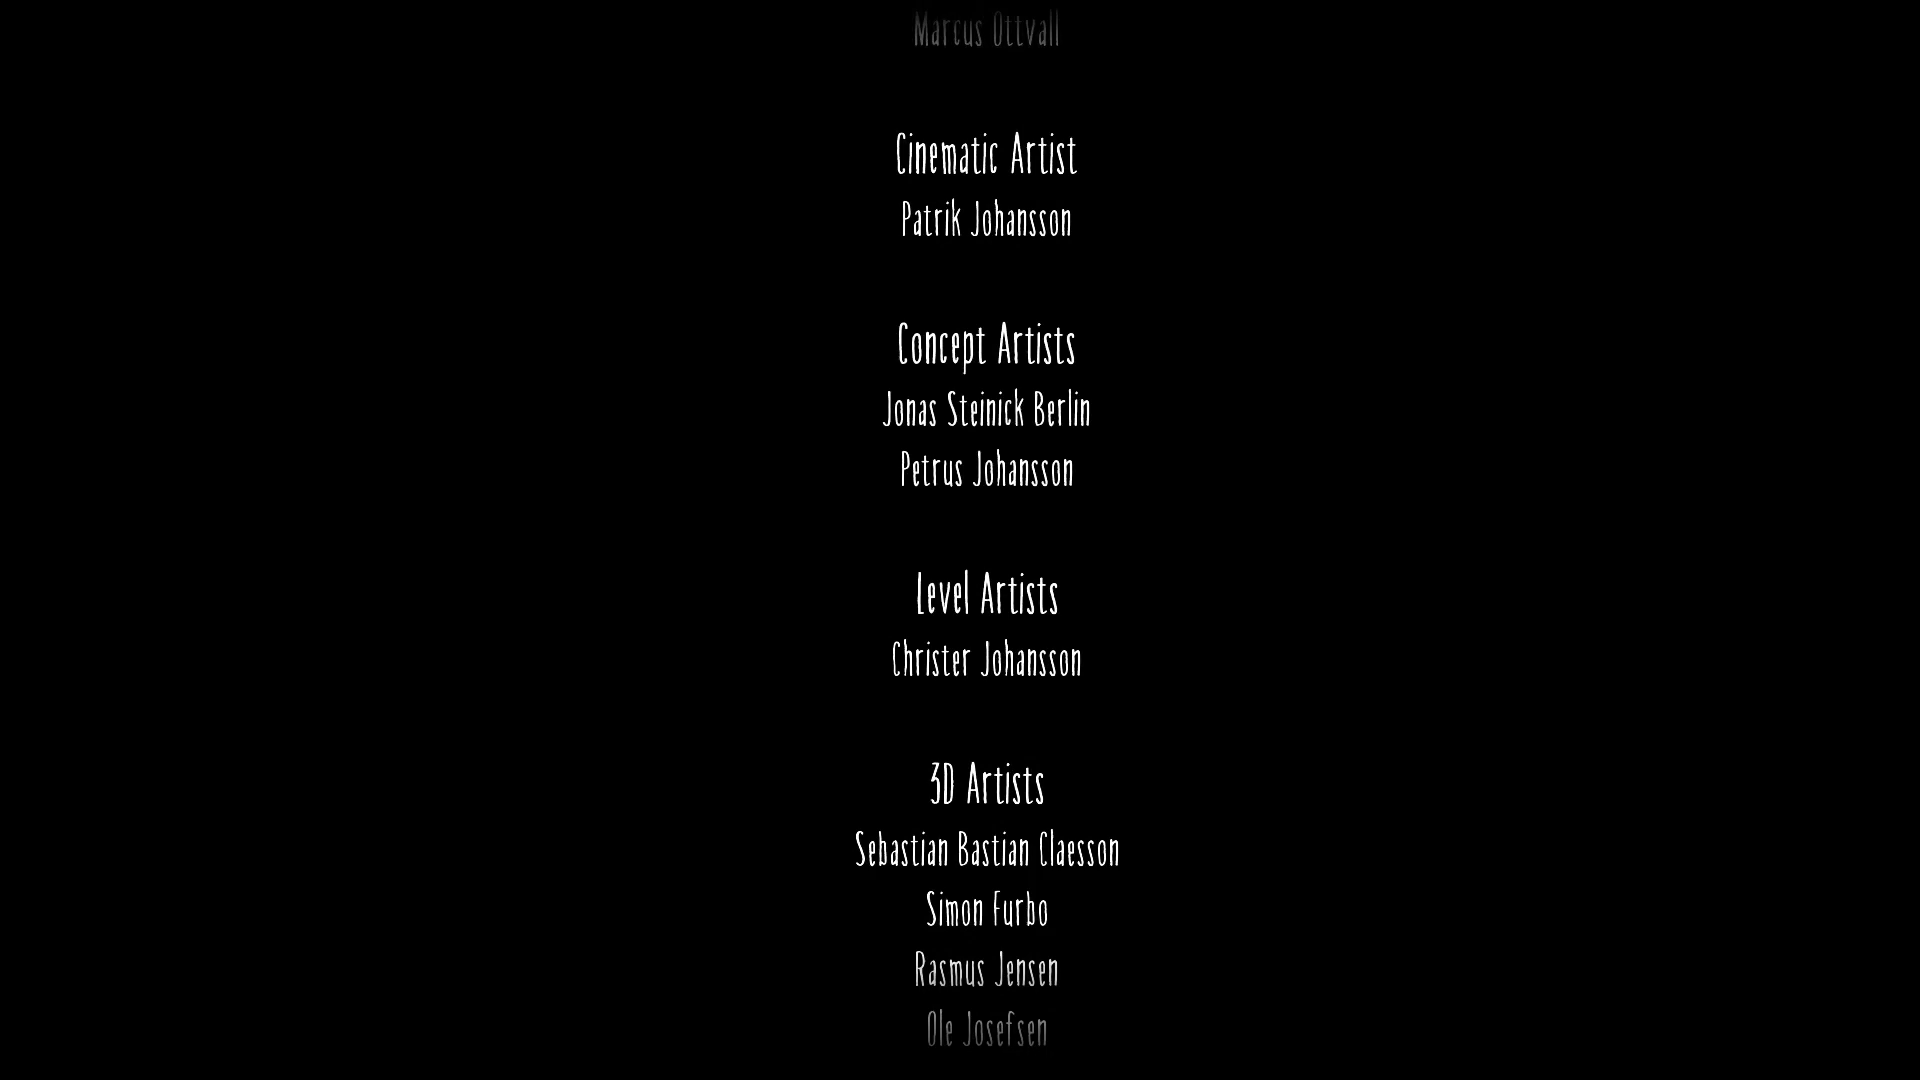 Marcus Ottvall
Cinematic Artist
Patrik Johansson
Concept Artists
Jonas Steinick Berlin
Petrus Johansson
Level Artists
Christer Johansson
3D Artists
Sebastian Bastian Claesson
Simon Furbo
Rasmus Jensen
Ole Josefsen